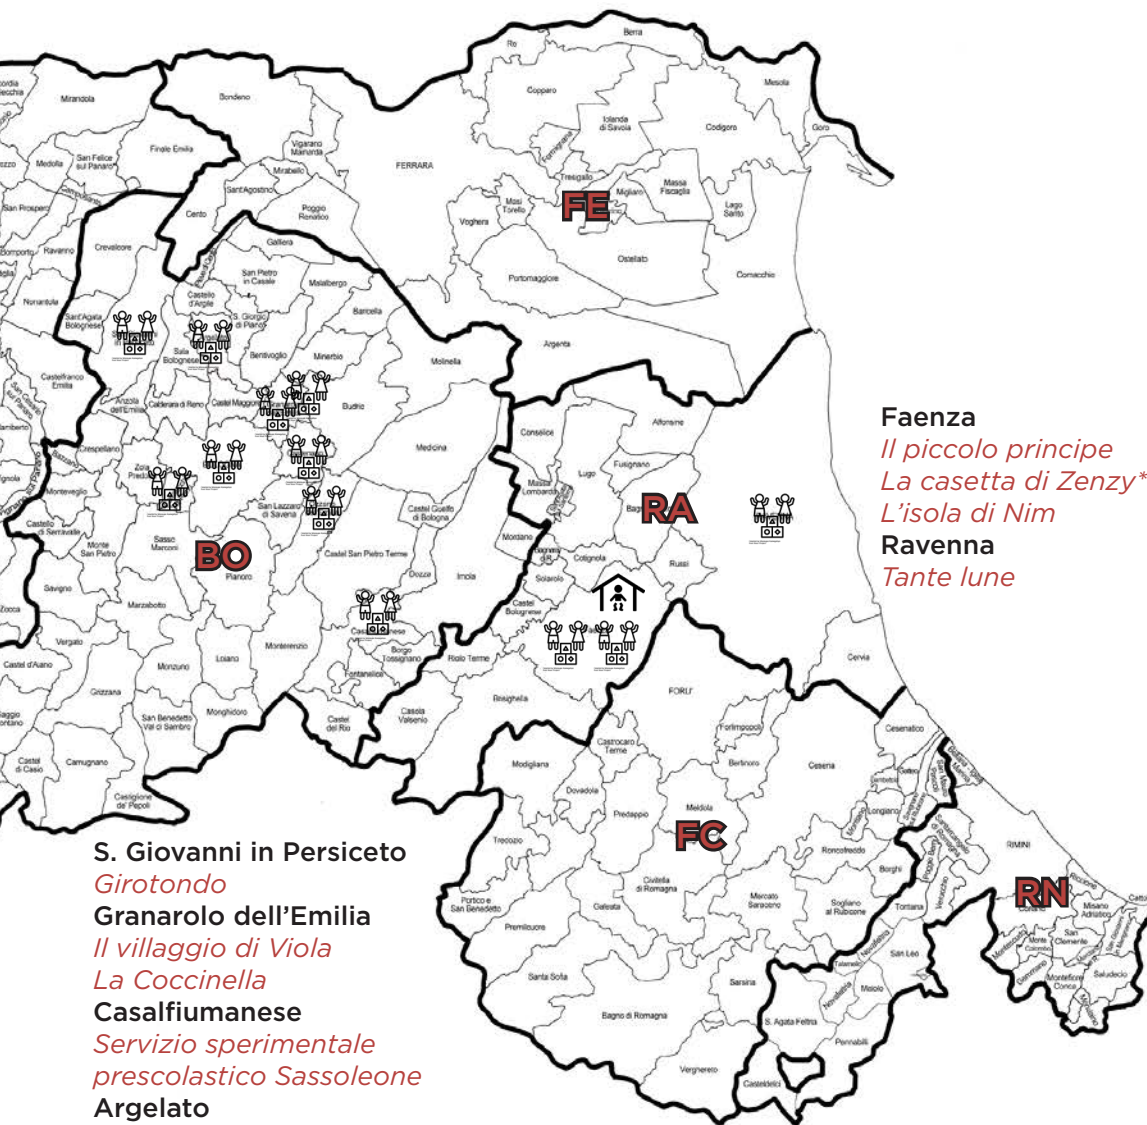 Re
Berra
Mirandola
Bondeno
Copparo
Mesola
Iolanda
di Savoia
Codigoro
Goro
Formignana
Finale Emilia
Vigarano
Mainarda
Medolla
San Felice
sul Panaro
Mirabello
FERRARA
Tresigallo
Migliaro
Massa
Fiscaglia
Sant'Agostino
Camposanto
San Prospero
Cento
Poggio
Renatico
Masi
Torello
FE
Lago
Santo
Voghera
Ravarino
Crevalcore
Galliera
Ostellato
Bomporto
San Pietro
in Casale
Malalbergo
Portomaggiore
Comacchio
Nonantola
Castello
d'Argile
Sant'Agata
Bolognese
S. Giorgio
di Piano
Baricella
Sala
Bolognese
Bentivoglio
Minerbio
Molinella
Argenta
Castelfranco
Emilia
Anzola
dell'Emilia
Calderara di Reno
Castel Maggiore
Budrio
Alfonsine
Conselice
Crespellano
Medicina
Fusignano
Lugo
Bazzano
Zola
Massa
Lombarda
Monteveglio
San Lazzaro
di Savena
Castel Guelfo
di Bologna
RA
Castello
di Serravalle
Mordano
Monte
San Pietro
Sasso
Marconi
BO
Pianoro
Castel San Pietro Terme
Cotignola
Russi
Dozza
Imola
Solarolo
Savigno
Marzabotto
Castel
Bolognese
Zocca
Vergato
Monterenzio
Borgo
Tossignano
Riolo Terme
Cervia
Castel d'Aiano
Monzuno
Loiano
Fontanelice
Grizzana
Brisighella
FORLI'
San Benedetto
Val di Sambro
Monghidoro
Castel
del Rio
Casola
Valsenio
Forlimpopoli
Cesenatico
Castel
di Casio
Camugnano
Castrocaro
Terme
Modigliana
Bertinoro
Cesena
Castiglione
de' Pepoli
Dovadola
Gatteo
Predappio
Meldola
Longiano
FC
Tredozio
Roncofreddo
RIMINI
Borghi
Riccione
Portico e
San Benedetto
Civitella
di Romagna
Mercato
Saraceno
Sogliano
al Rubicone
RN
Misano
Adriatico
Galeata
Premilcuore
San
Clemente
San Leo
Novafeltria
Santa Sofia
Sarsina
Maiolo
Montefiore
Conca
Saludecio
Bagno di Romagna
S. Agata Feltria
Pennabilli
Verghereto
Casteldelci
Faenza
Il piccolo principe
La casetta di Zenzy*
L'isola di Nim
Ravenna
Tante lune
S. Giovanni in Persiceto
Girotondo
Granarolo dell'Emilia
Il villaggio di Viola
La Coccinella
Casalfiumanese
Servizio sperimentale
prescolastico Sassoleone
Argelato